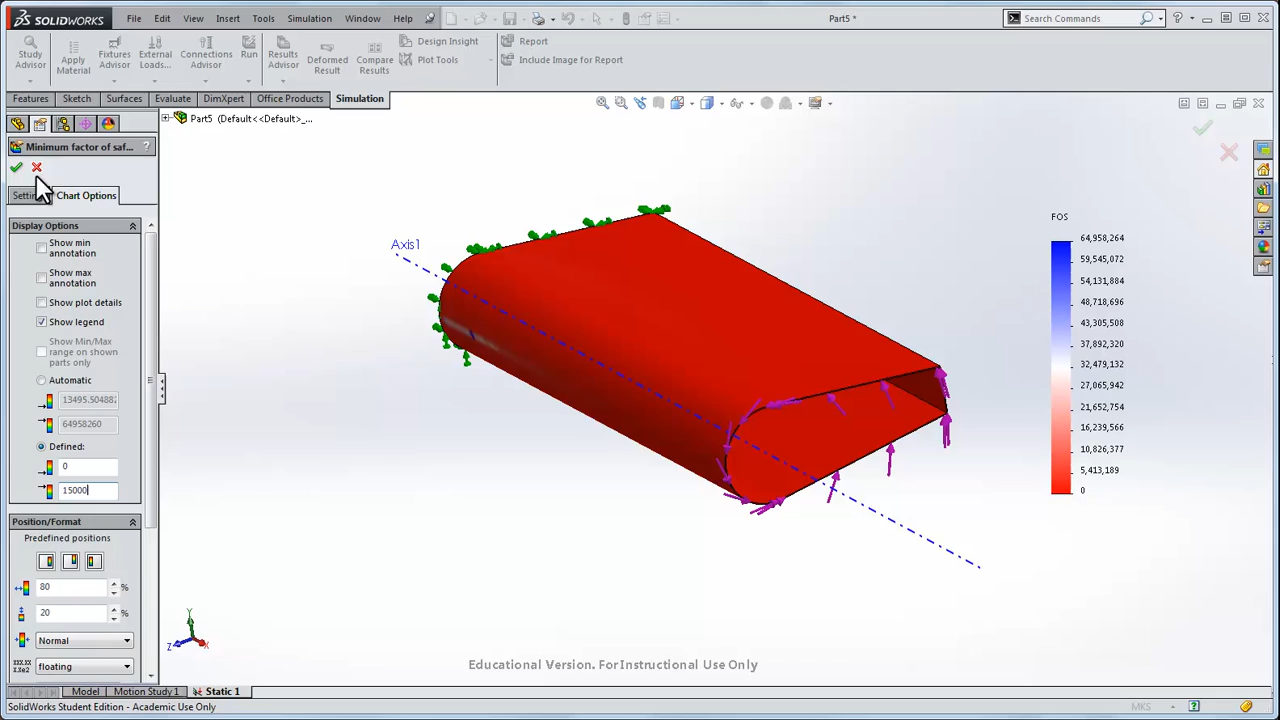 SOLIDWORKS File Edit View Insert Tools Simulation Window Help Part5 * Search Commands ?
Study Advisor Apply Material Fixtures Advisor External Loads... Connections Advisor Run Results Advisor Deformed Result Compare Results Design Insight Plot Tools Report Include Image for Report
Features Sketch Surfaces Evaluate DimXpert Office Products Simulation
Part5 (Default<<Default>_...
Minimum factor of saf... ?
Chart Options
Display Options
Show min annotation
Show max annotation
Show plot details
Show legend
Show Min/Max range on shown parts only
Automatic
64958260
Defined:
0
15000
Position/Format
Predefined positions
80 %
20 %
Normal
floating
Axis1
FOS
64,958,264
59,545,072
54,131,884
48,718,696
43,305,508
37,892,320
32,479,132
27,065,942
21,652,754
16,239,566
10,826,377
5,413,189
0
Y
Z
X
Educational Version. For Instructional Use Only
Model Motion Study 1 Static 1
SolidWorks Student Edition - Academic Use Only MKS ?